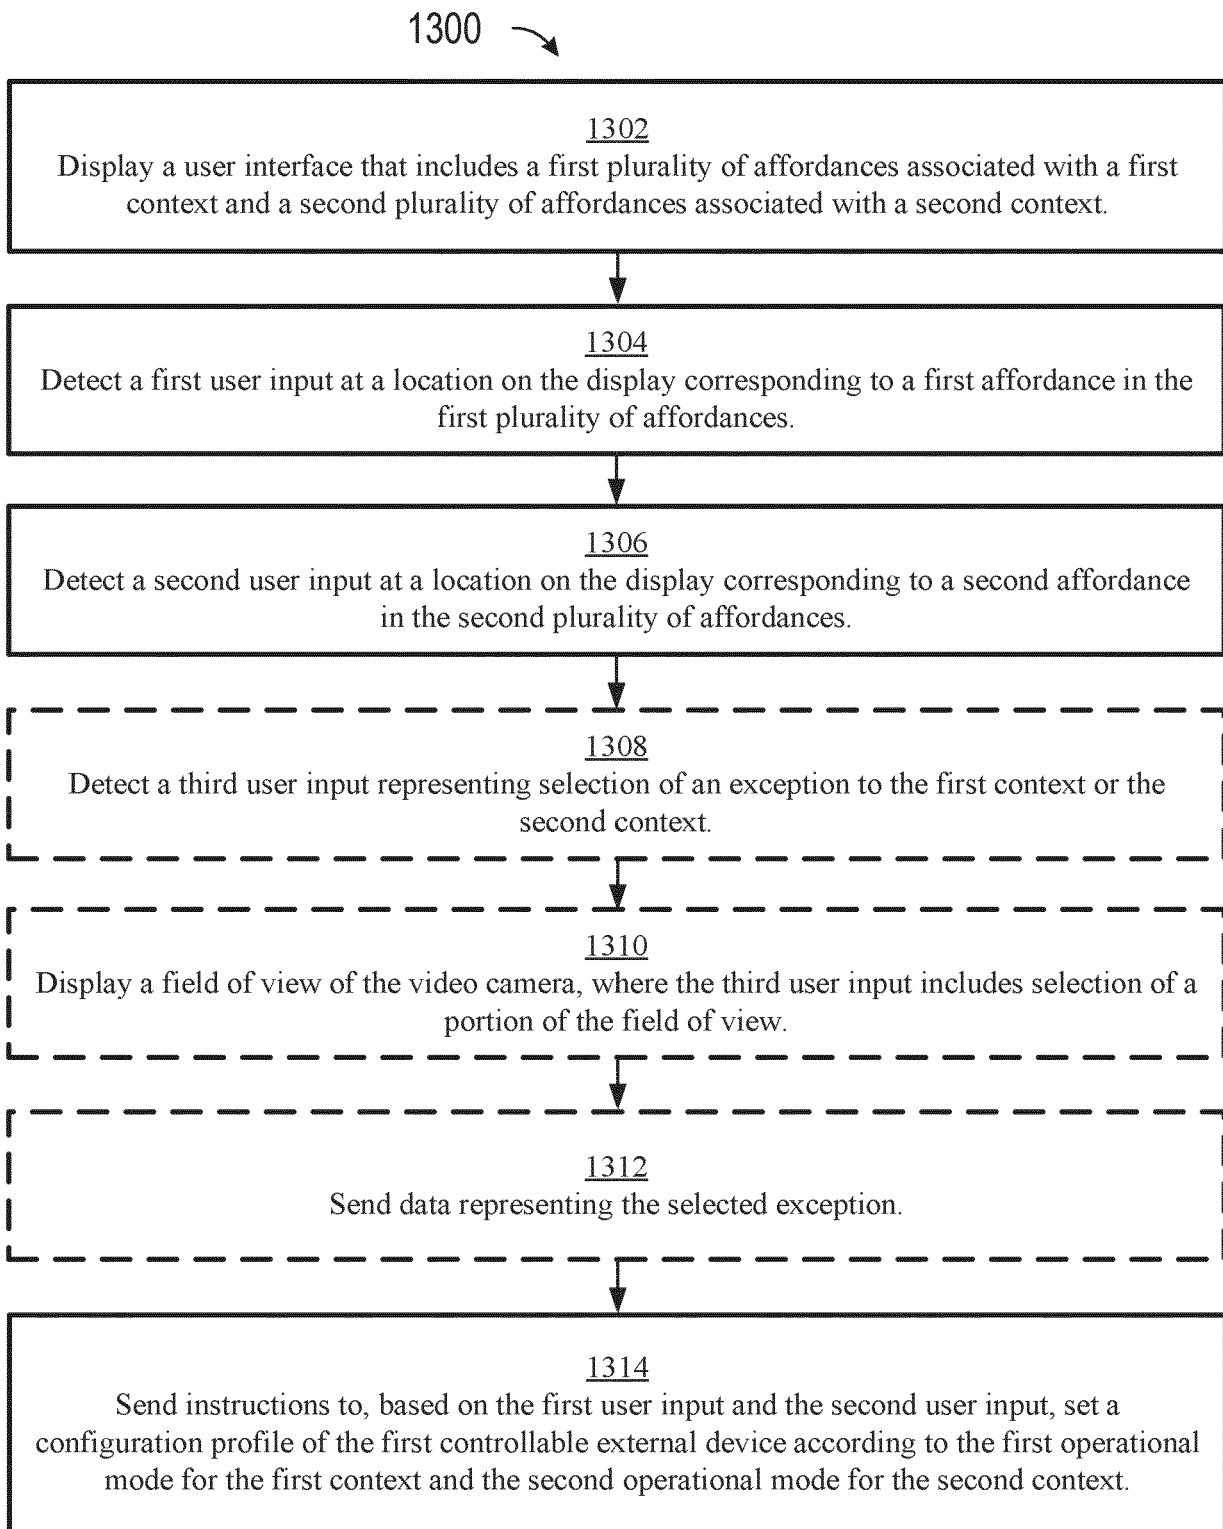 1300
1302
Display a user interface that includes a first plurality of affordances associated with a first
context and a second plurality of affordances associated with a second context.
1304
Detect a first user input at a location on the display corresponding to a first affordance in the
first plurality of affordances.
1306
Detect a second user input at a location on the display corresponding to a second affordance
in the second plurality of affordances.
1308
Detect a third user input representing selection of an exception to the first context or the
second context.
1310
Display a field of view of the video camera, where the third user input includes selection of a
portion of the field of view.
1312
Send data representing the selected exception.
1314
Send instructions to, based on the first user input and the second user input, set a
configuration profile of the first controllable external device according to the first operational
mode for the first context and the second operational mode for the second context.